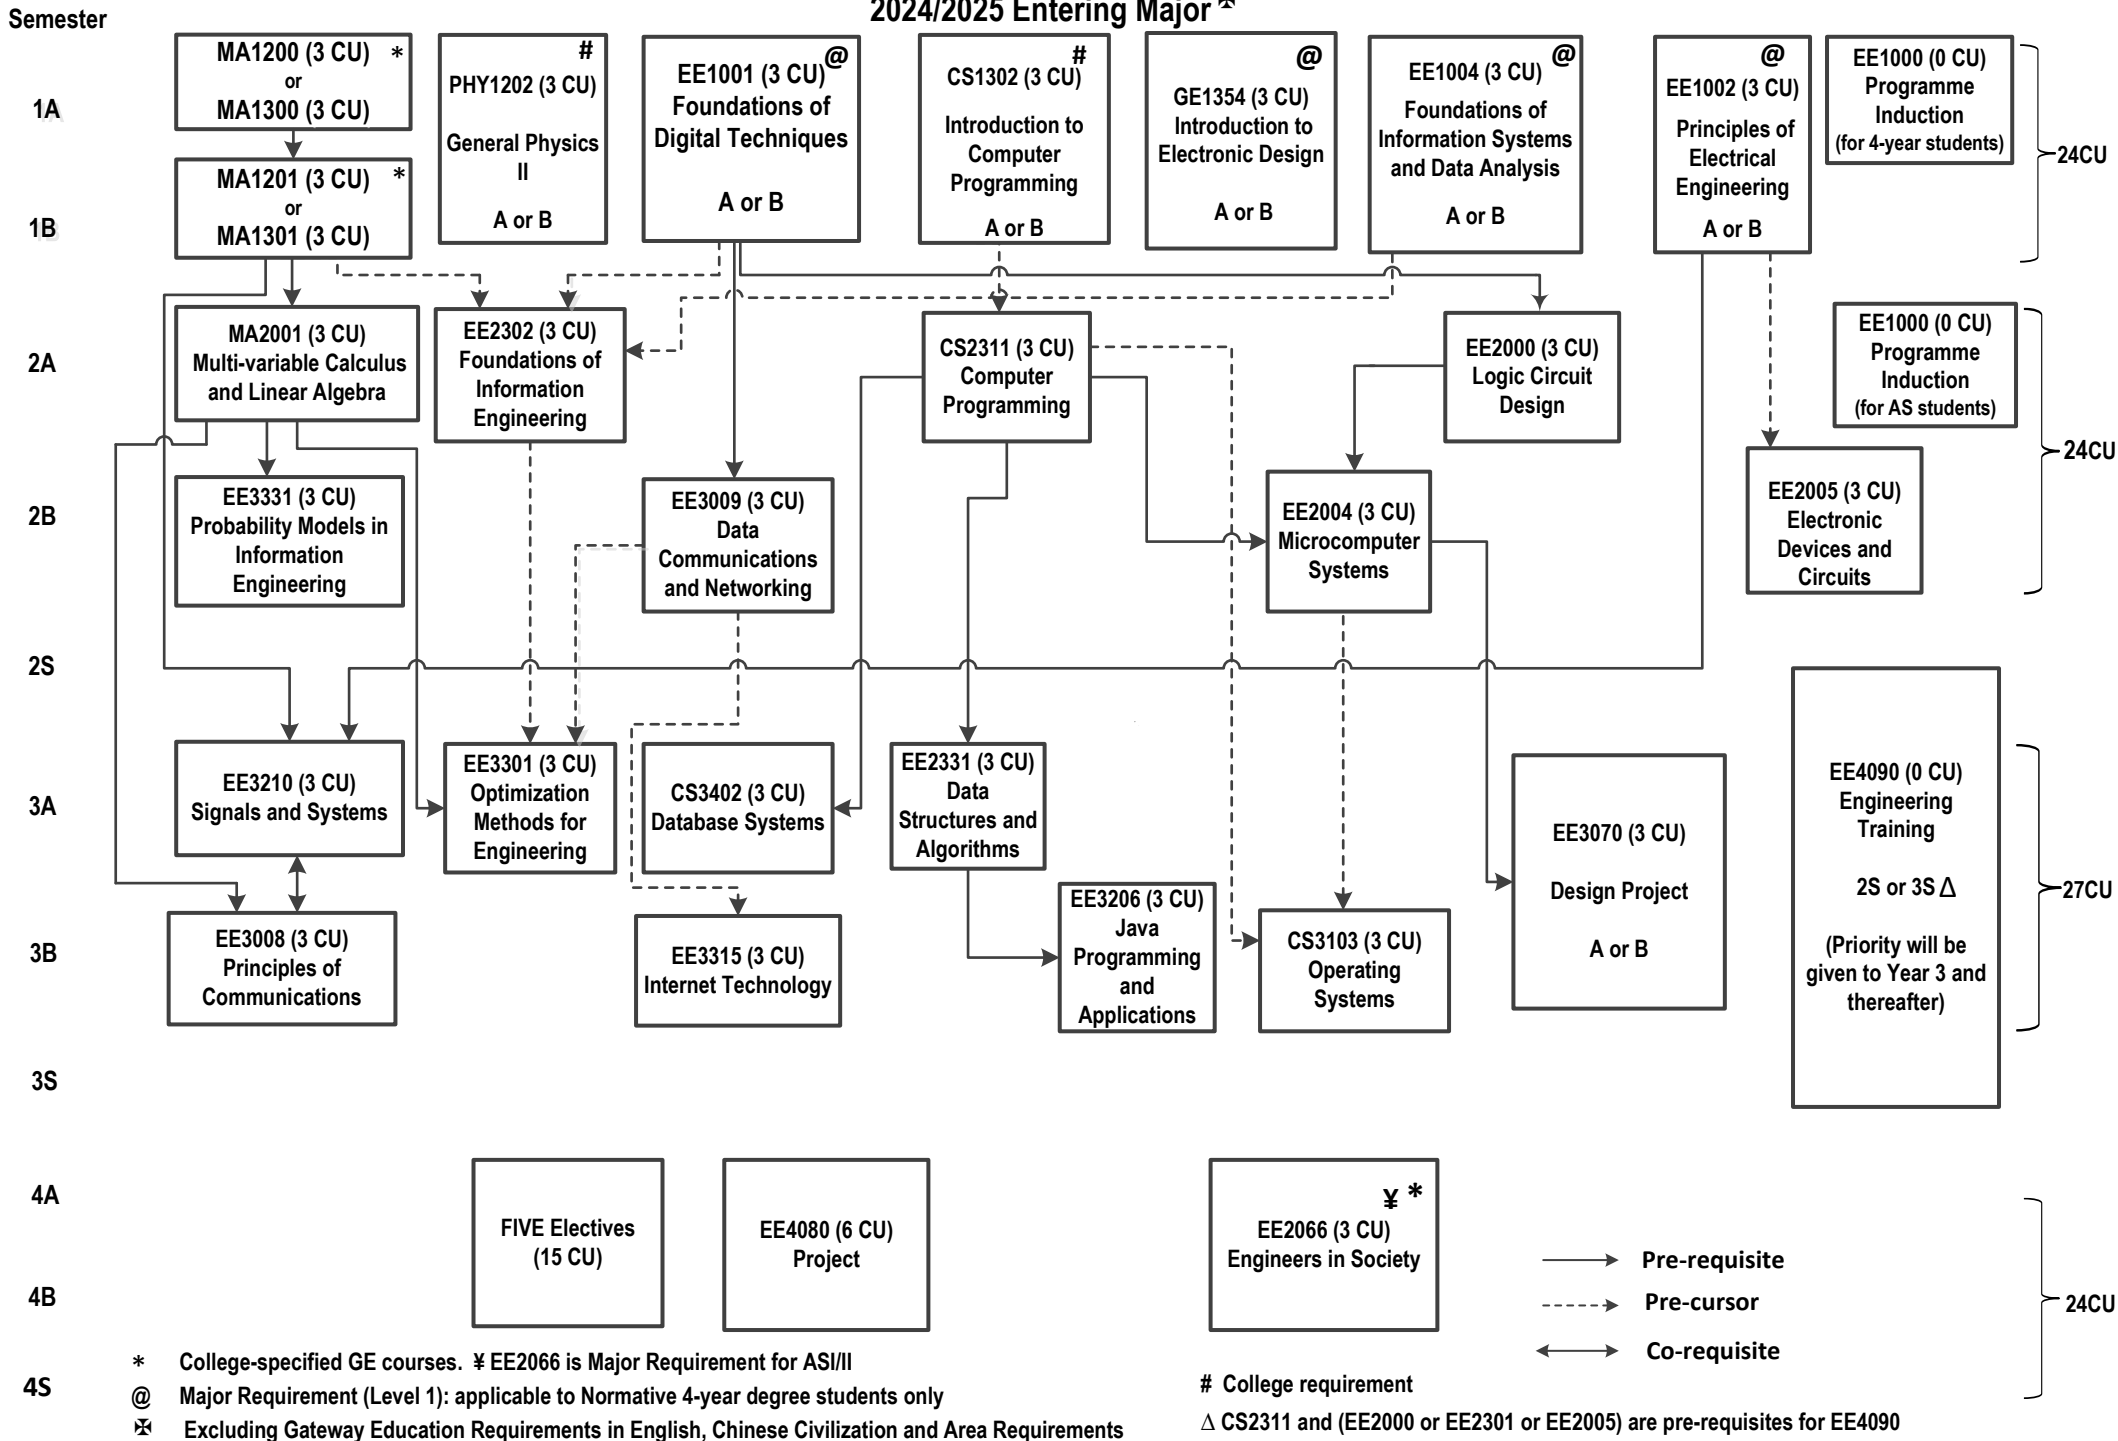 2024/2025 Entering Major ✠
Semester
1A
1B
2A
2B
2S
3A
3B
3S
4A
4B
4S
MA1200 (3 CU) *
or
MA1300 (3 CU)
MA1201 (3 CU) *
or
MA1301 (3 CU)
#
PHY1202 (3 CU)
General Physics
II
A or B
@
EE1001 (3 CU)
Foundations of
Digital Techniques
A or B
#
CS1302 (3 CU)
Introduction to
Computer
Programming
A or B
@
GE1354 (3 CU)
Introduction to
Electronic Design
A or B
@
EE1004 (3 CU)
Foundations of
Information Systems
and Data Analysis
A or B
@
EE1002 (3 CU)
Principles of
Electrical
Engineering
A or B
EE1000 (0 CU)
Programme
Induction
(for 4-year students)
24CU
MA2001 (3 CU)
Multi-variable Calculus
and Linear Algebra
EE2302 (3 CU)
Foundations of
Information
Engineering
CS2311 (3 CU)
Computer
Programming
EE2000 (3 CU)
Logic Circuit
Design
EE1000 (0 CU)
Programme
Induction
(for AS students)
24CU
EE3331 (3 CU)
Probability Models in
Information
Engineering
EE3009 (3 CU)
Data
Communications
and Networking
EE2004 (3 CU)
Microcomputer
Systems
EE2005 (3 CU)
Electronic
Devices and
Circuits
EE3210 (3 CU)
Signals and Systems
EE3301 (3 CU)
Optimization
Methods for
Engineering
CS3402 (3 CU)
Database Systems
EE2331 (3 CU)
Data
Structures and
Algorithms
EE3070 (3 CU)
Design Project
A or B
EE4090 (0 CU)
Engineering
Training
2S or 3S Δ
(Priority will be
given to Year 3 and
thereafter)
27CU
EE3008 (3 CU)
Principles of
Communications
EE3315 (3 CU)
Internet Technology
EE3206 (3 CU)
Java
Programming
and
Applications
CS3103 (3 CU)
Operating
Systems
FIVE Electives
(15 CU)
EE4080 (6 CU)
Project
¥ *
EE2066 (3 CU)
Engineers in Society
Pre-requisite
Pre-cursor
Co-requisite
24CU
* College-specified GE courses. ¥ EE2066 is Major Requirement for ASI/II
@ Major Requirement (Level 1): applicable to Normative 4-year degree students only
✠ Excluding Gateway Education Requirements in English, Chinese Civilization and Area Requirements
# College requirement
Δ CS2311 and (EE2000 or EE2301 or EE2005) are pre-requisites for EE4090